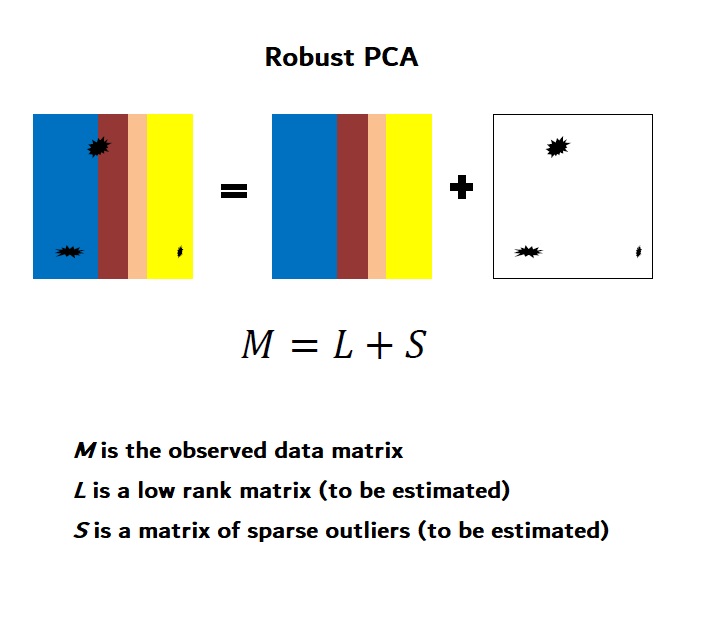 Robust PCA
= +
M = L + S
M is the observed data matrix
L is a low rank matrix (to be estimated)
S is a matrix of sparse outliers (to be estimated)